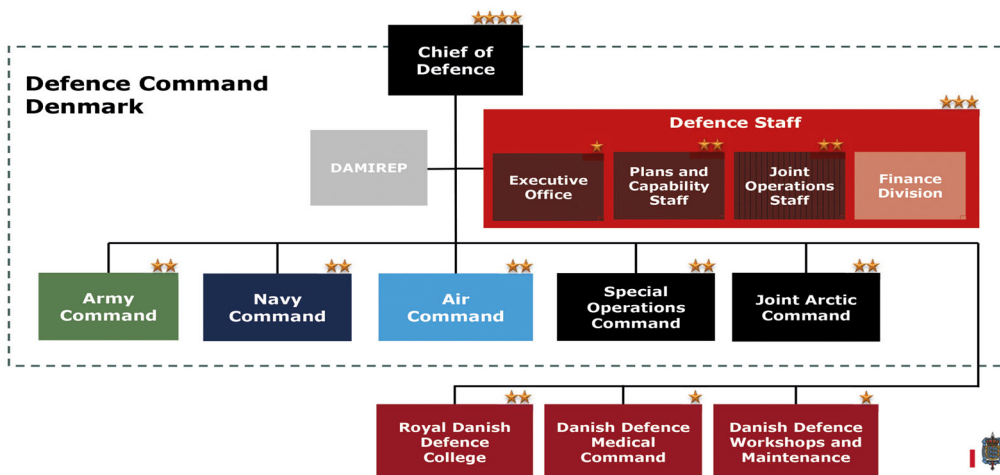 Chief of
Defence
Defence Command
Denmark
Defence Staff
DAMIREP
Executive
Office
Plans and
Capability
Staff
Joint
Operations
Staff
Finance
Division
Army
Command
Navy
Command
Air
Command
Special
Operations
Command
Joint Arctic
Command
Royal Danish
Defence
College
Danish Defence
Medical
Command
Danish Defence
Workshops and
Maintenance